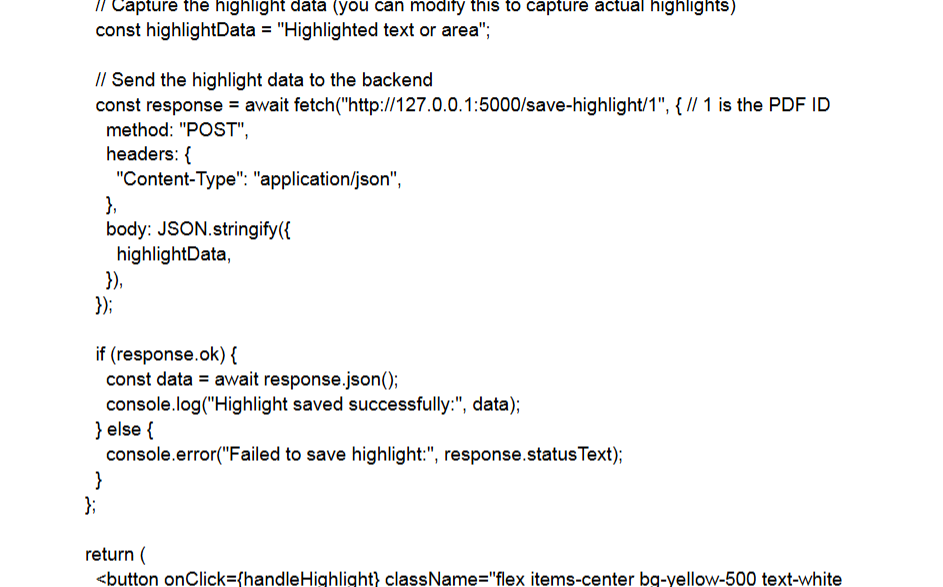 // Capture the highlight data (you can modify this to capture actual highlights)
const highlightData = "Highlighted text or area";
// Send the highlight data to the backend
const response = await fetch("http://127.0.0.1:5000/save-highlight/1", { // 1 is the PDF ID
method: "POST",
headers: {
"Content-Type": "application/json",
},
body: JSON.stringify({
highlightData,
}),
});
if (response.ok) {
const data = await response.json();
console.log("Highlight saved successfully:", data);
} else {
console.error("Failed to save highlight:", response.statusText);
}
};
return (
<button onClick={handleHighlight} className="flex items-center bg-yellow-500 text-white